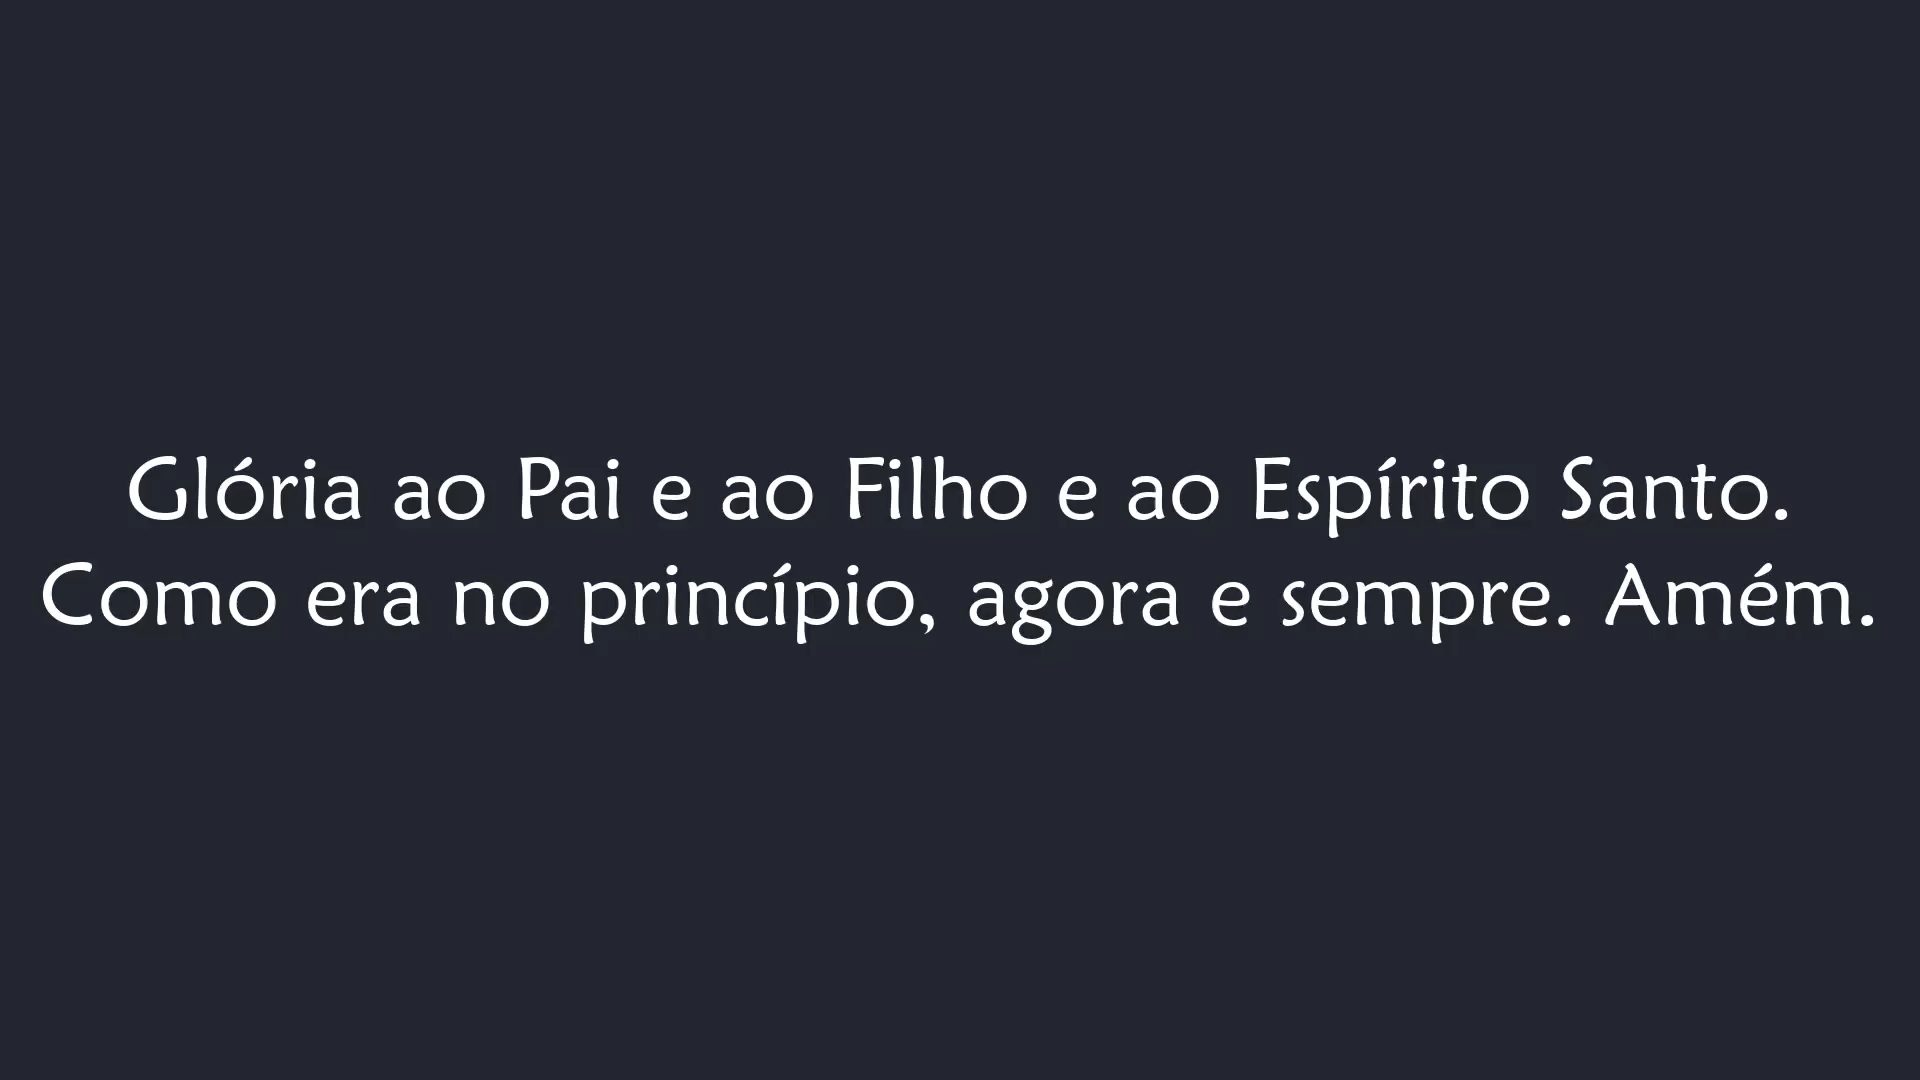 Glória ao Pai e ao Filho e ao Espírito Santo.
Como era no princípio, agora e sempre. Amém.